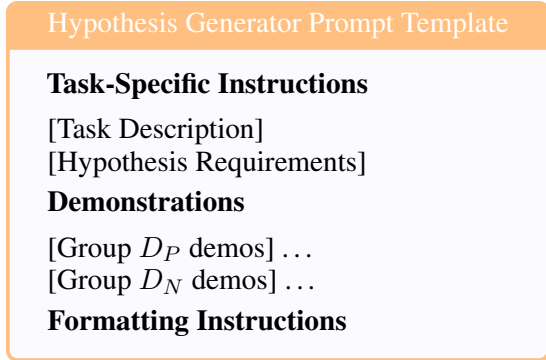 Hypothesis Generator Prompt Template
Task-Specific Instructions
[Task Description]
[Hypothesis Requirements]
Demonstrations
[Group D_P demos] …
[Group D_N demos] …
Formatting Instructions